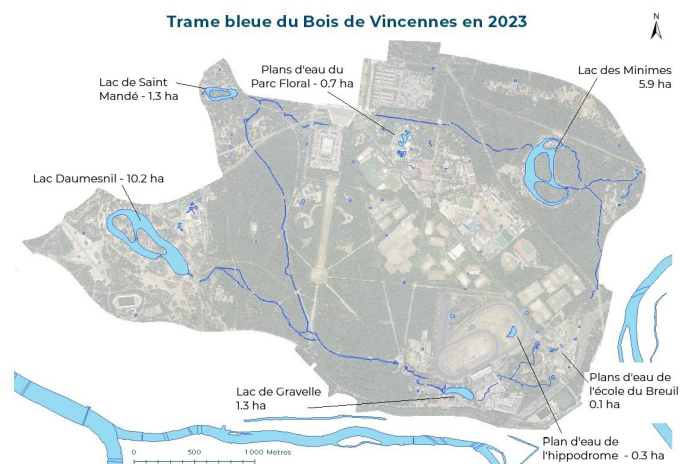 Trame bleue du Bois de Vincennes en 2023
N
Lac de Saint
Mandé - 1.3 ha
Plans d'eau du
Parc Floral - 0.7 ha
Lac des Minimes
5.9 ha
Lac Daumesnil - 10.2 ha
Lac de Gravelle
1.3 ha
Plans d'eau de
l'école du Breuil
0.1 ha
Plan d'eau de
l'hippodrome - 0.3 ha
0 500 1 000 Metres